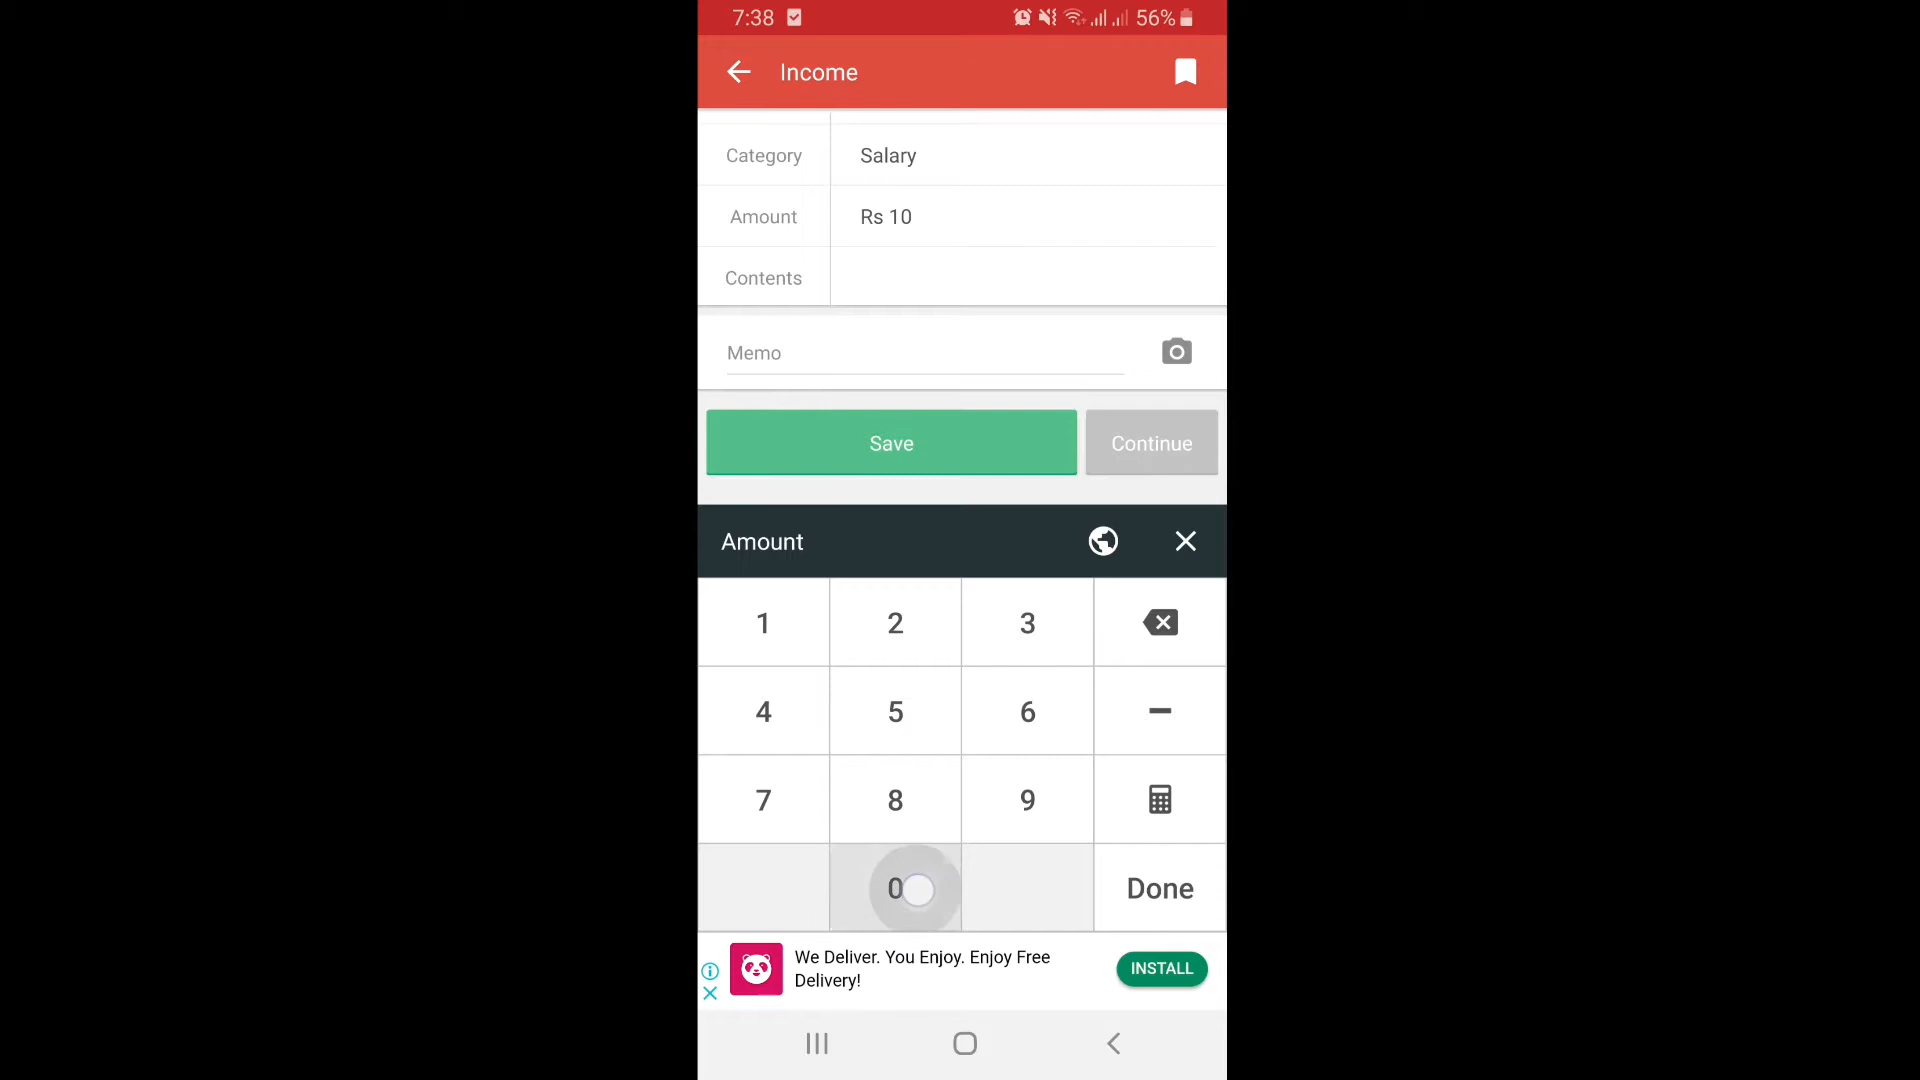 7:38
56%
Income
Category
Salary
Amount
Rs 10
Contents
Memo
Save
Continue
Amount
1
2
3
4
5
6
7
8
9
0
Done
We Deliver. You Enjoy. Enjoy Free
Delivery!
INSTALL